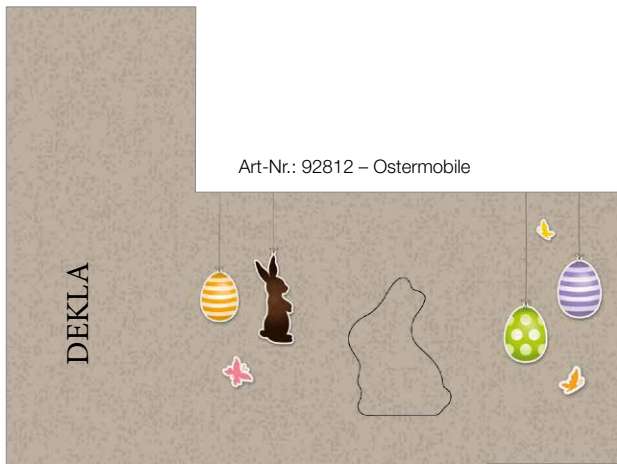 Art-Nr.: 92812 – Ostermobile
DEKLA